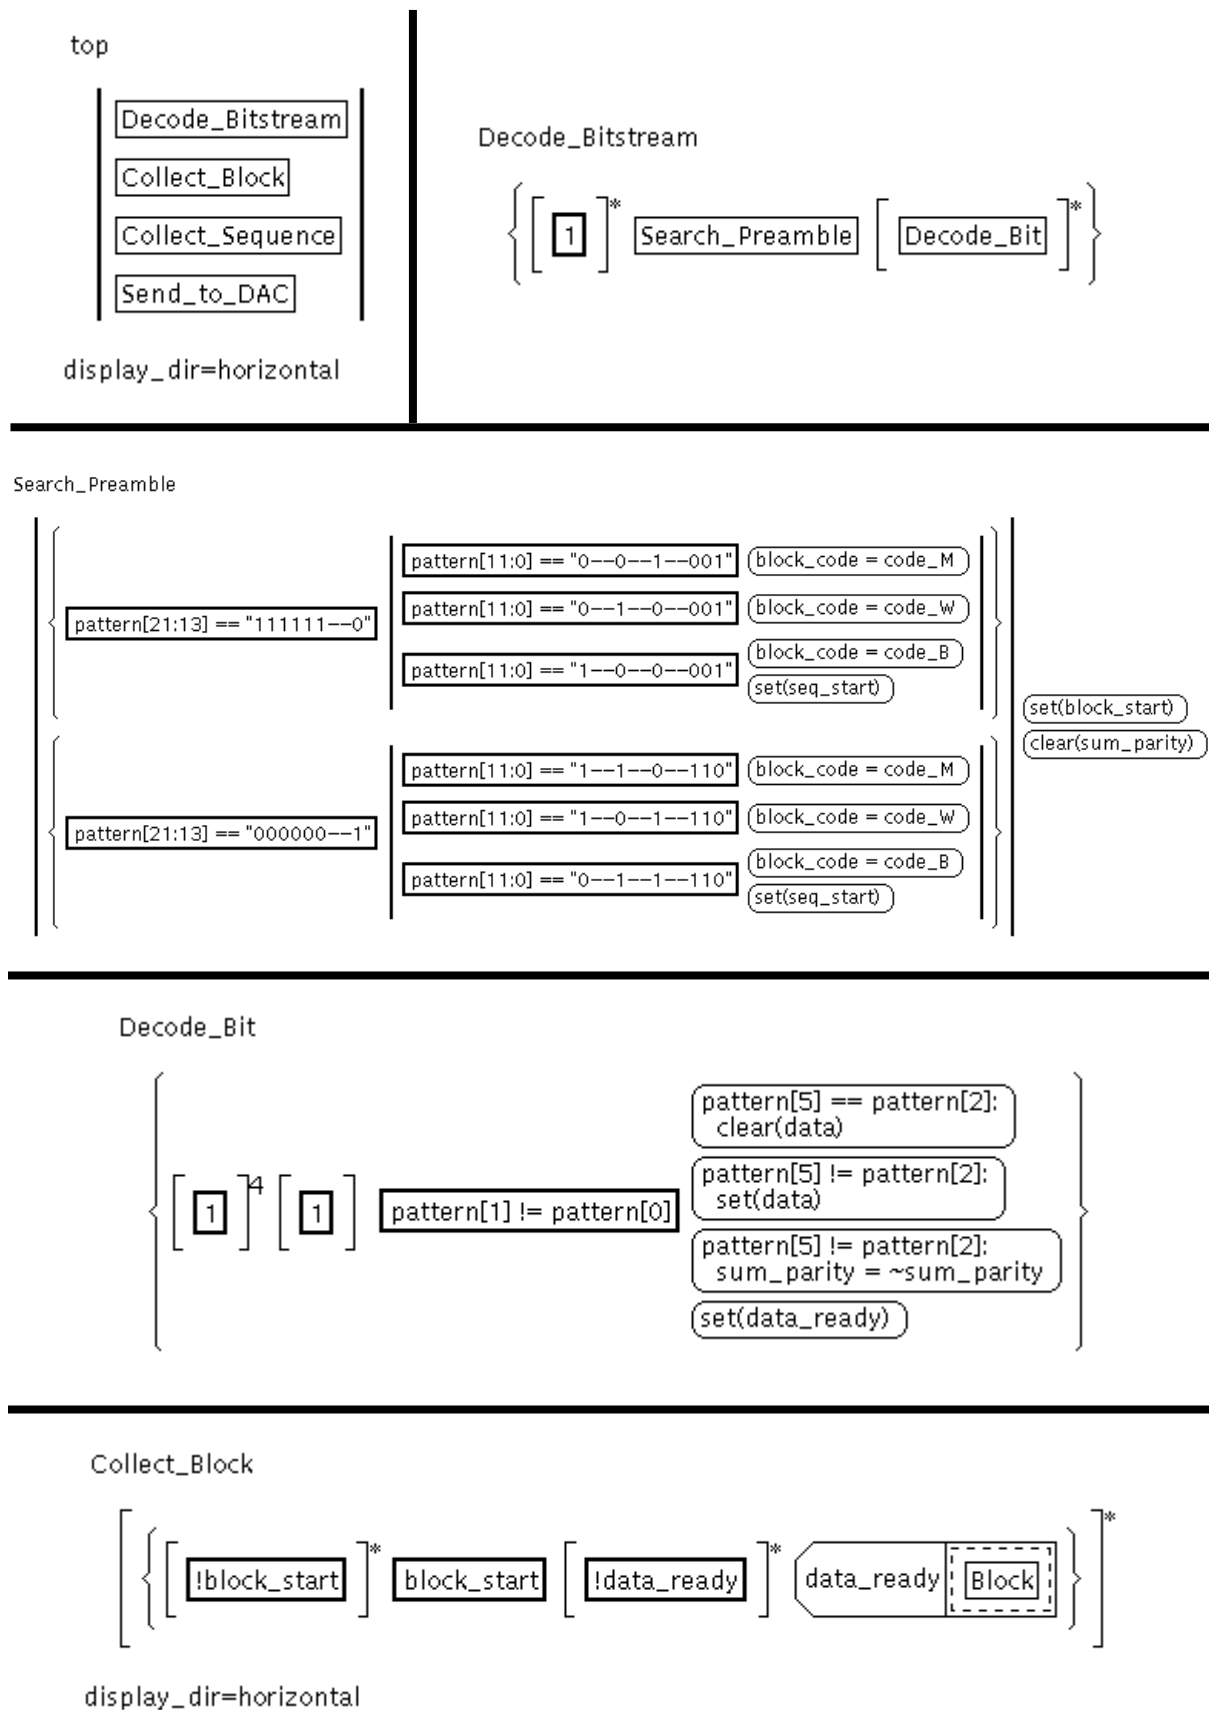 top
Decode_Bitstream
Collect_Block
Collect_Sequence
Send_to_DAC
display_dir=horizontal
Decode_Bitstream
1 * Search_Preamble Decode_Bit *
Search_Preamble
pattern[21:13] == "111111--0"
pattern[11:0] == "0--0--1--001" block_code = code_M
pattern[11:0] == "0--1--0--001" block_code = code_W
pattern[11:0] == "1--0--0--001" block_code = code_B
set(seq_start)
pattern[21:13] == "000000--1"
pattern[11:0] == "1--1--0--110" block_code = code_M
pattern[11:0] == "1--0--1--110" block_code = code_W
pattern[11:0] == "0--1--1--110" block_code = code_B
set(seq_start)
set(block_start)
clear(sum_parity)
Decode_Bit
1 4 1 pattern[1] != pattern[0]
pattern[5] == pattern[2]:
clear(data)
pattern[5] != pattern[2]:
set(data)
pattern[5] != pattern[2]:
sum_parity = ~sum_parity
set(data_ready)
Collect_Block
!block_start * block_start !data_ready * data_ready Block *
display_dir=horizontal